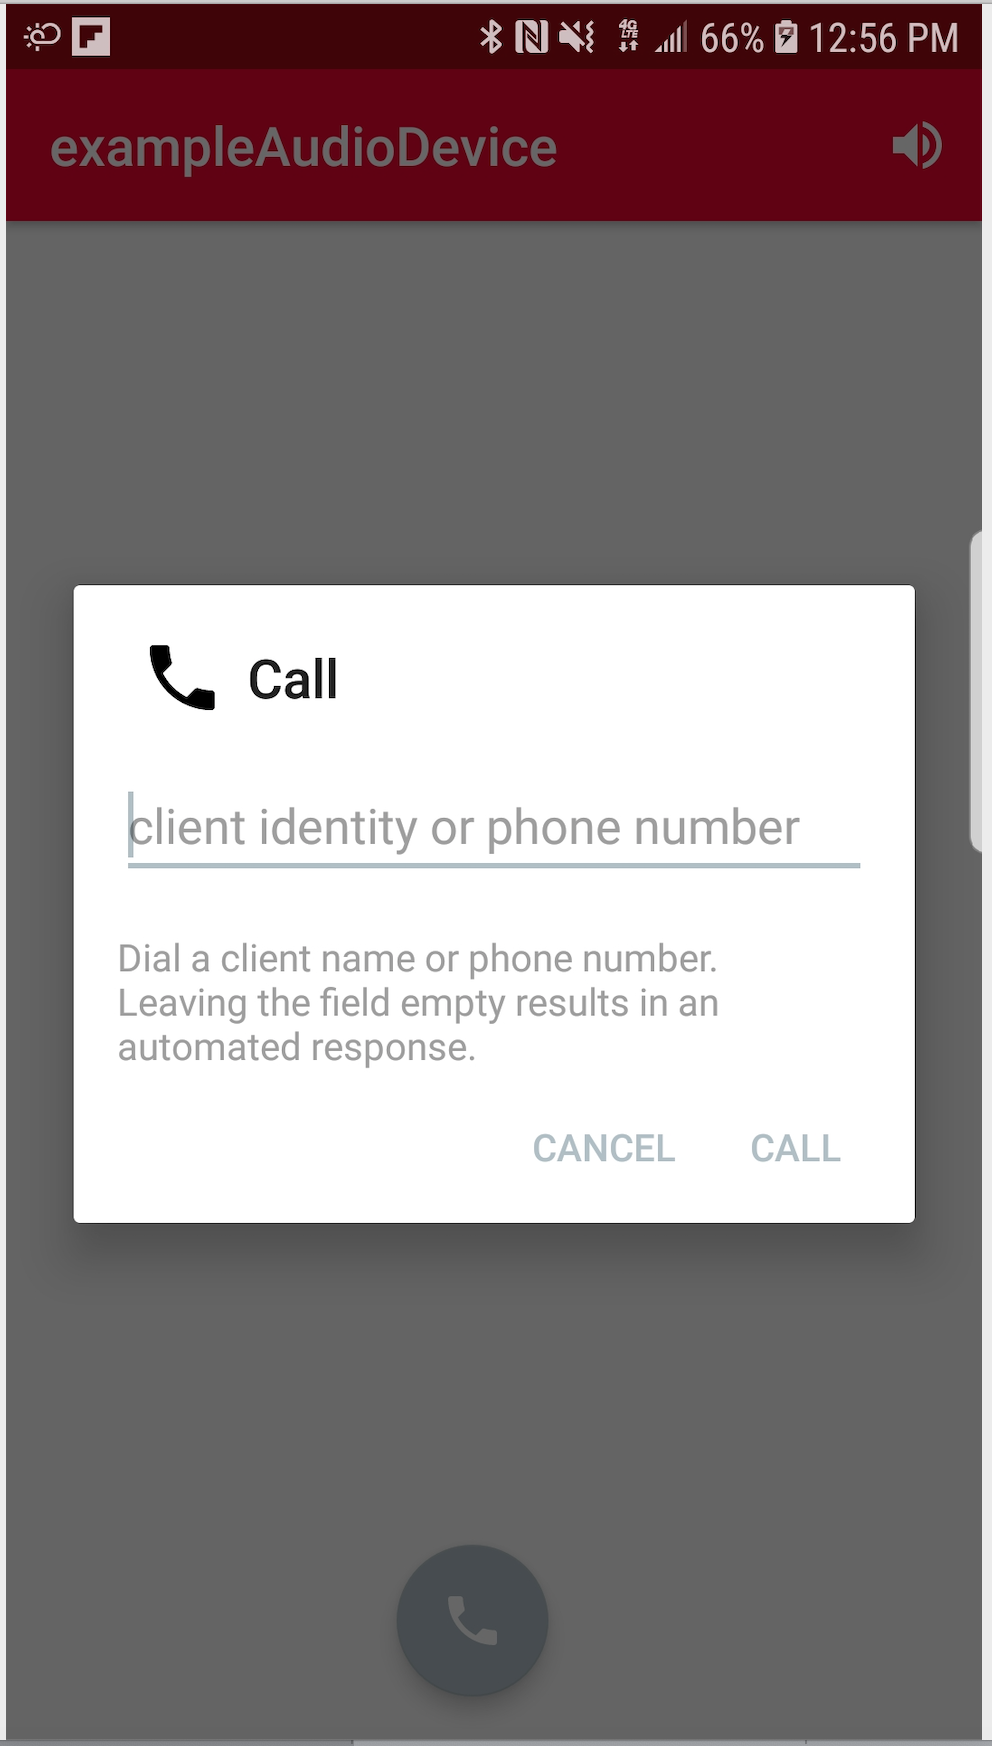 4G LTE 66% 12:56 PM
exampleAudioDevice
Call
client identity or phone number
Dial a client name or phone number.
Leaving the field empty results in an
automated response.
CANCEL CALL